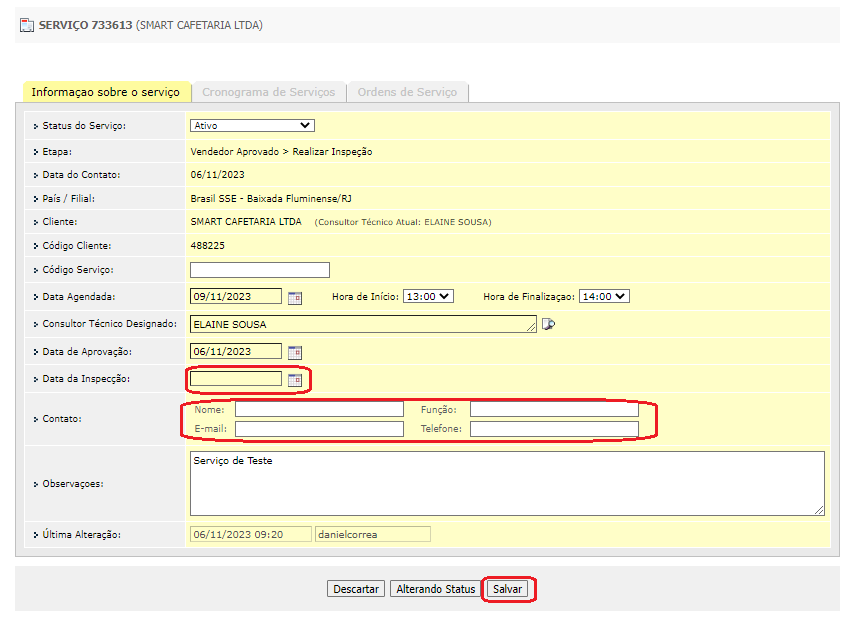 SERVIÇO 733613 (SMART CAFETARIA LTDA)
Informaçao sobre o serviço Cronograma de Serviços Ordens de Serviço
Status do Serviço: Ativo
Etapa: Vendedor Aprovado > Realizar Inspeção
Data do Contato: 06/11/2023
País / Filial: Brasil SSE - Baixada Fluminense/RJ
Cliente: SMART CAFETARIA LTDA (Consultor Técnico Atual: ELAINE SOUSA)
Código Cliente: 488225
Código Serviço:
Data Agendada: 09/11/2023 Hora de Início: 13:00 Hora de Finalizaçao: 14:00
Consultor Técnico Designado: ELAINE SOUSA
Data de Aprovação: 06/11/2023
Data da Inspecção:
Contato:
Nome: Função:
E-mail: Telefone:
Observaçoes: Serviço de Teste
Última Alteração: 06/11/2023 09:20 danielcorrea
Descartar Alterando Status Salvar